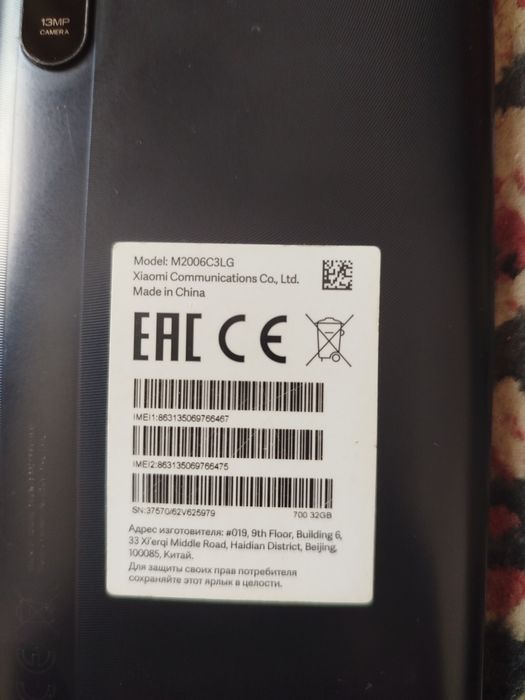 13MP
CAMERA
Model: M2006C3LG
Xiaomi Communications Co., Ltd.
Made in China
EAC CE
IMEI1:863135069766467
IMEI2:863135069766475
SN:37570/62V625979 700 32GB
Адрес изготовителя: #019, 9th Floor, Building 6,
33 Xi'erqi Middle Road, Haidian District, Beijing,
100085, Китай.
Для защиты своих прав потребителя
сохраняйте этот ярлык в целости.
CE